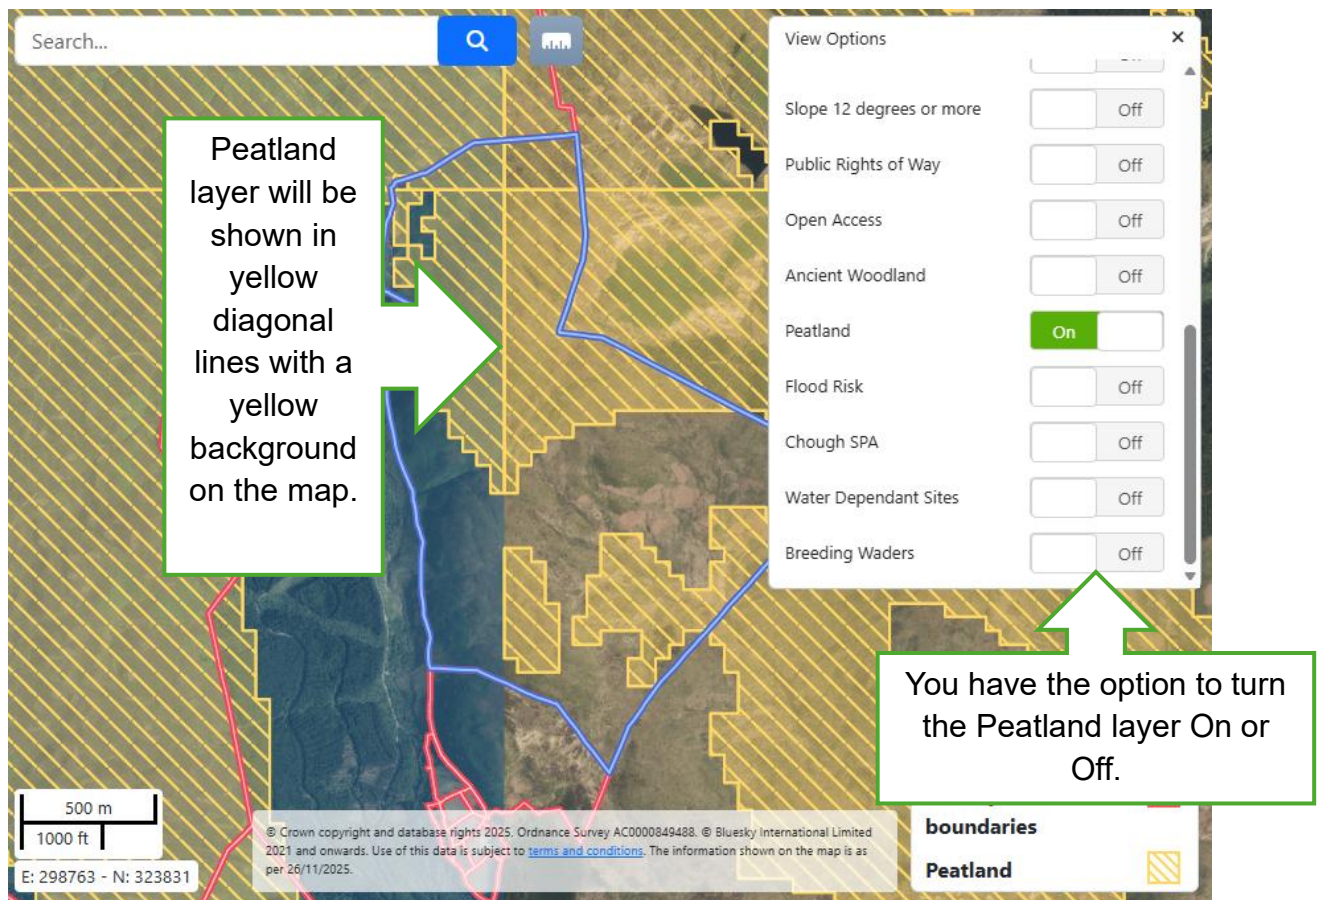 Search...
View Options
Slope 12 degrees or more
Off
Public Rights of Way
Off
Open Access
Off
Ancient Woodland
Off
Peatland
On
Flood Risk
Off
Chough SPA
Off
Water Dependant Sites
Off
Breeding Waders
Off
Peatland
layer will be
shown in
yellow
diagonal
lines with a
yellow
background
on the map.
You have the option to turn
the Peatland layer On or
Off.
500 m
1000 ft
E: 298763 - N: 323831
© Crown copyright and database rights 2025. Ordnance Survey AC0000849488. © Bluesky International Limited
2021 and onwards. Use of this data is subject to terms and conditions. The information shown on the map is as
per 26/11/2025.
boundaries
Peatland